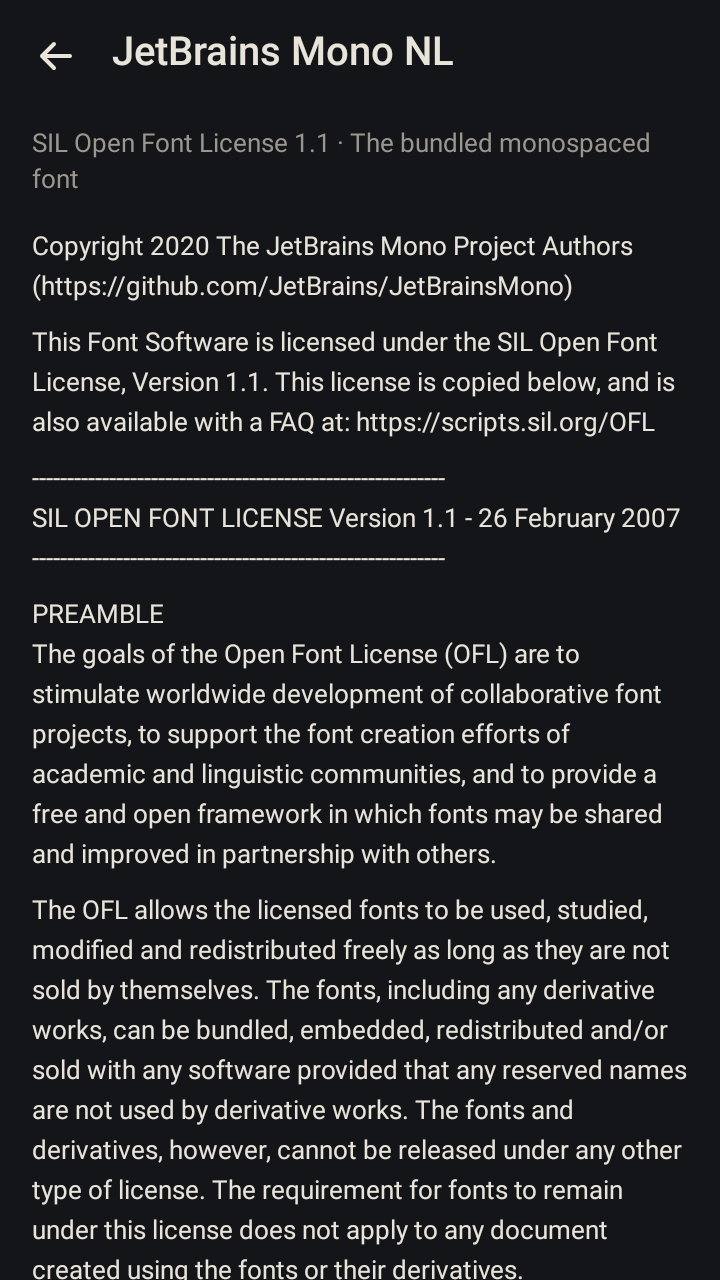 JetBrains Mono NL
SIL Open Font License 1.1 · The bundled monospaced
font
Copyright 2020 The JetBrains Mono Project Authors
(https://github.com/JetBrains/JetBrainsMono)
This Font Software is licensed under the SIL Open Font
License, Version 1.1. This license is copied below, and is
also available with a FAQ at: https://scripts.sil.org/OFL
-----------------------------------------------------------
SIL OPEN FONT LICENSE Version 1.1 - 26 February 2007
-----------------------------------------------------------
PREAMBLE
The goals of the Open Font License (OFL) are to
stimulate worldwide development of collaborative font
projects, to support the font creation efforts of
academic and linguistic communities, and to provide a
free and open framework in which fonts may be shared
and improved in partnership with others.
The OFL allows the licensed fonts to be used, studied,
modified and redistributed freely as long as they are not
sold by themselves. The fonts, including any derivative
works, can be bundled, embedded, redistributed and/or
sold with any software provided that any reserved names
are not used by derivative works. The fonts and
derivatives, however, cannot be released under any other
type of license. The requirement for fonts to remain
under this license does not apply to any document
created using the fonts or their derivatives.